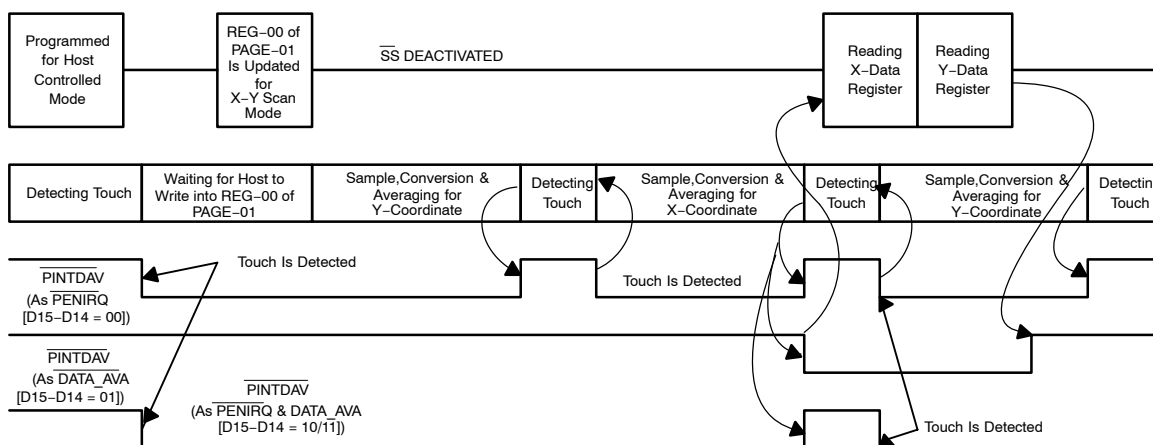 Programmed
for Host
Controlled
Mode
REG–00 of
PAGE–01
Is Updated
for
X–Y Scan
Mode
SS DEACTIVATED
Reading
X–Data
Register
Reading
Y–Data
Register
Detecting Touch
Waiting for Host to
Write into REG–00 of
PAGE–01
Sample,Conversion &
Averaging for
Y–Coordinate
Detecting
Touch
Sample,Conversion &
Averaging for
X–Coordinate
Detecting
Touch
Sample,Conversion &
Averaging for
Y–Coordinate
Detectin
Touch
PINTDAV
(As PENIRQ
[D15–D14 = 00])
Touch Is Detected
Touch Is Detected
PINTDAV
(As DATA_AVA
[D15–D14 = 01])
PINTDAV
(As PENIRQ & DATA_AVA
[D15–D14 = 10/11])
Touch Is Detected